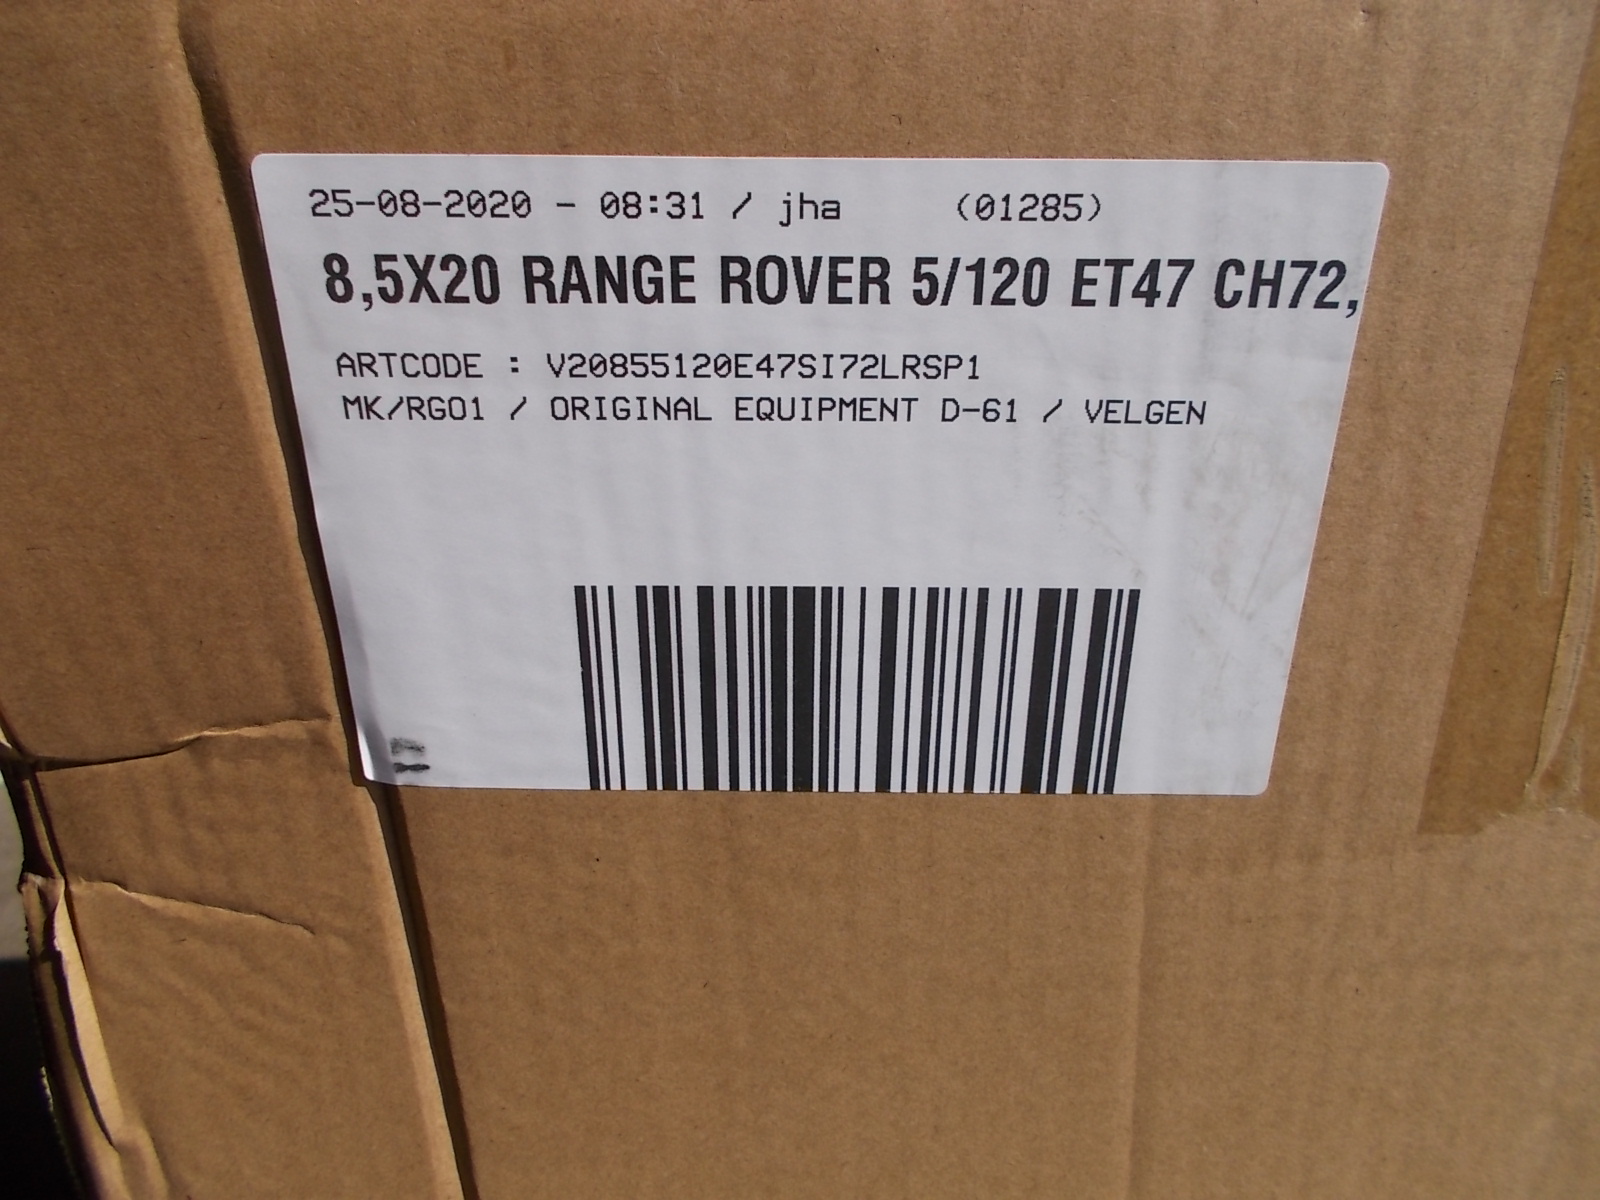 25-08-2020 - 08:31 / jha (01285)
8,5X20 RANGE ROVER 5/120 ET47 CH72,
ARTCODE : V20855120E47SI72LRSP1
MK/RGO1 / ORIGINAL EQUIPMENT D-61 / VELGEN